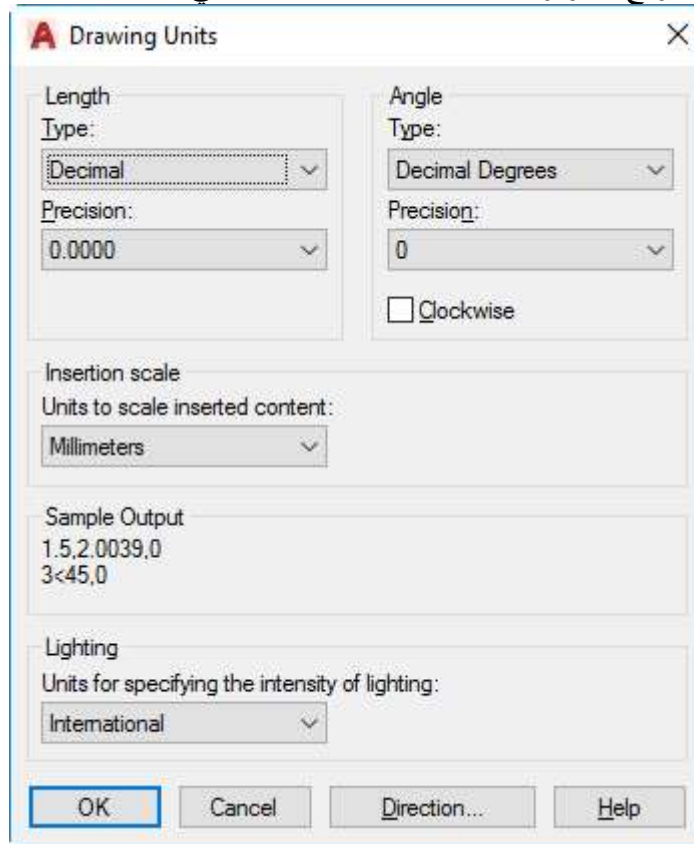 Drawing Units
Length
Type:
Decimal
Precision:
0.0000
Angle
Type:
Decimal Degrees
Precision:
0
Clockwise
Insertion scale
Units to scale inserted content:
Millimeters
Sample Output
1.5,2.0039,0
3<45,0
Lighting
Units for specifying the intensity of lighting:
International
OK
Cancel
Direction...
Help